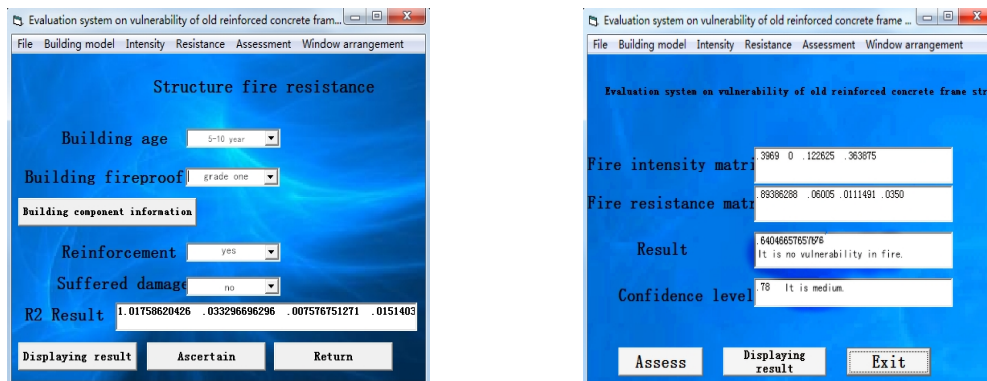 Evaluation system on vulnerability of old reinforced concrete fram...
File Building model Intensity Resistance Assessment Window arrangement
Structure fire resistance
Building age 5-10 year
Building fireproof grade one
Building component information
Reinforcement yes
Suffered damage no
R2 Result 1.01758620426 .033296696296 .007576751271 .0151403
Displaying result Ascertain Return
Evaluation system on vulnerability of old reinforced concrete frame ...
File Building model Intensity Resistance Assessment Window arrangement
Evaluation system on vulnerability of old reinforced concrete frame str
Fire intensity matri .3969 0 .122625 .363875
Fire resistance matr .89386288 .06005 .0111491 .0350
Result
It is no vulnerability in fire.
Confidence level .78 It is medium.
Assess Displaying result Exit